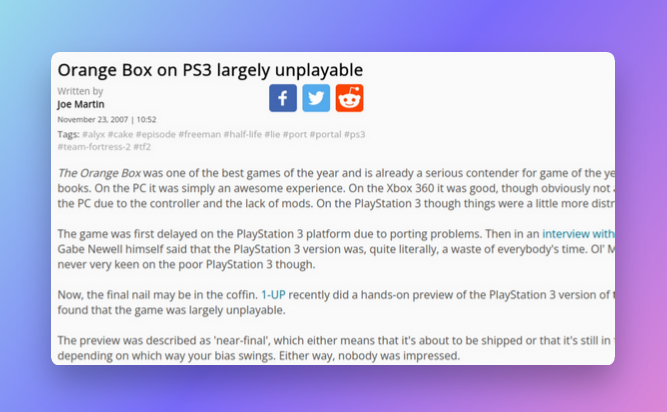 Orange Box on PS3 largely unplayable
Written by
Joe Martin
November 23, 2007 | 10:52
Tags: #alyx #cake #episode #freeman #half-life #lie #port #portal #ps3
#team-fortress-2 #tf2
The Orange Box was one of the best games of the year and is already a serious contender for game of the ye
books. On the PC it was simply an awesome experience. On the Xbox 360 it was good, though obviously not
the PC due to the controller and the lack of mods. On the PlayStation 3 though things were a little more distr
The game was first delayed on the PlayStation 3 platform due to porting problems. Then in an interview with
Gabe Newell himself said that the PlayStation 3 version was, quite literally, a waste of everybody's time. Ol' M
never very keen on the poor PlayStation 3 though.
Now, the final nail may be in the coffin. 1-UP recently did a hands-on preview of the PlayStation 3 version of
found that the game was largely unplayable.
The preview was described as 'near-final', which either means that it's about to be shipped or that it's still in
depending on which way your bias swings. Either way, nobody was impressed.